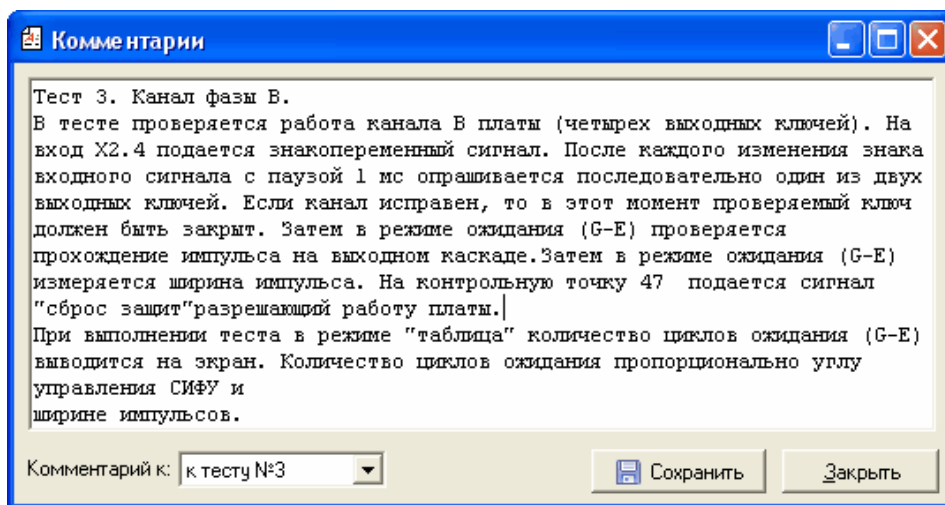 Комментарии
Тест 3. Канал фазы В.
В тесте проверяется работа канала В платы (четырех выходных ключей). На
вход Х2.4 подается знакопеременный сигнал. После каждого изменения знака
входного сигнала с паузой 1 мс опрашивается последовательно один из двух
выходных ключей. Если канал исправен, то в этот момент проверяемый ключ
должен быть закрыт. Затем в режиме ожидания (G-E) проверяется
прохождение импульса на выходном каскаде.Затем в режиме ожидания (G-E)
измеряется ширина импульса. На контрольную точку 47  подается сигнал
"сброс защит"разрешающий работу платы.
При выполнении теста в режиме "таблица" количество циклов ожидания (G-E)
выводится на экран. Количество циклов ожидания пропорционально углу
управления СИФУ и
ширине импульсов.
Комментарий к: к тесту №3 Сохранить Закрыть